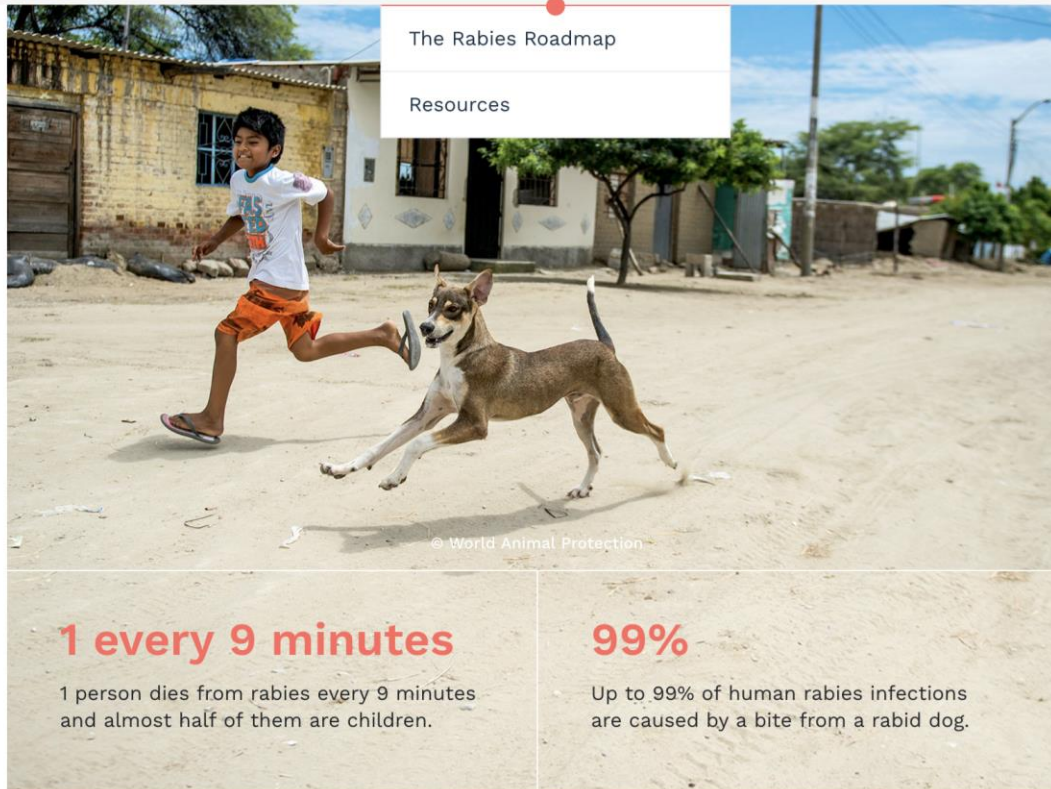 The Rabies Roadmap
Resources
© World Animal Protection
1 every 9 minutes
1 person dies from rabies every 9 minutes
and almost half of them are children.
99%
Up to 99% of human rabies infections
are caused by a bite from a rabid dog.